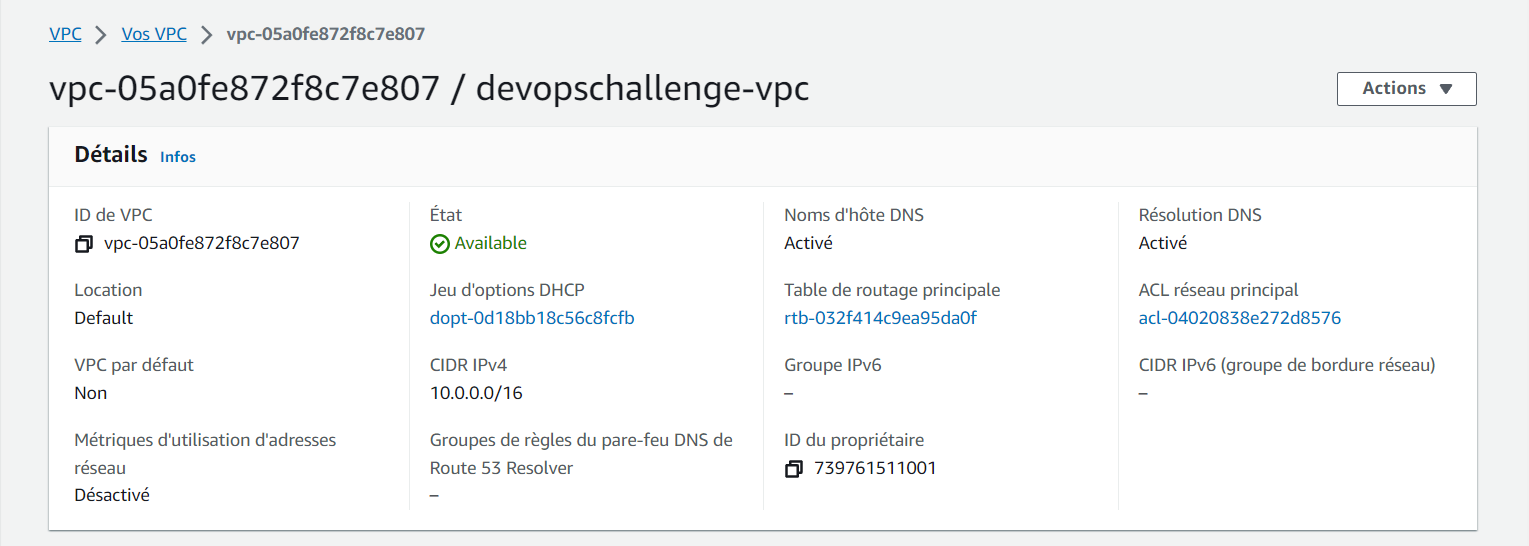 VPC > Vos VPC > vpc-05a0fe872f8c7e807
vpc-05a0fe872f8c7e807 / devopschallenge-vpc
Actions
Détails Infos
ID de VPC
vpc-05a0fe872f8c7e807
État
Available
Noms d'hôte DNS
Activé
Résolution DNS
Activé
Location
Default
Jeu d'options DHCP
dopt-0d18bb18c56c8fcfb
Table de routage principale
rtb-032f414c9ea95da0f
ACL réseau principal
acl-04020838e272d8576
VPC par défaut
Non
CIDR IPv4
10.0.0.0/16
Groupe IPv6
–
CIDR IPv6 (groupe de bordure réseau)
–
Métriques d'utilisation d'adresses
réseau
Désactivé
Groupes de règles du pare-feu DNS de
Route 53 Resolver
–
ID du propriétaire
739761511001